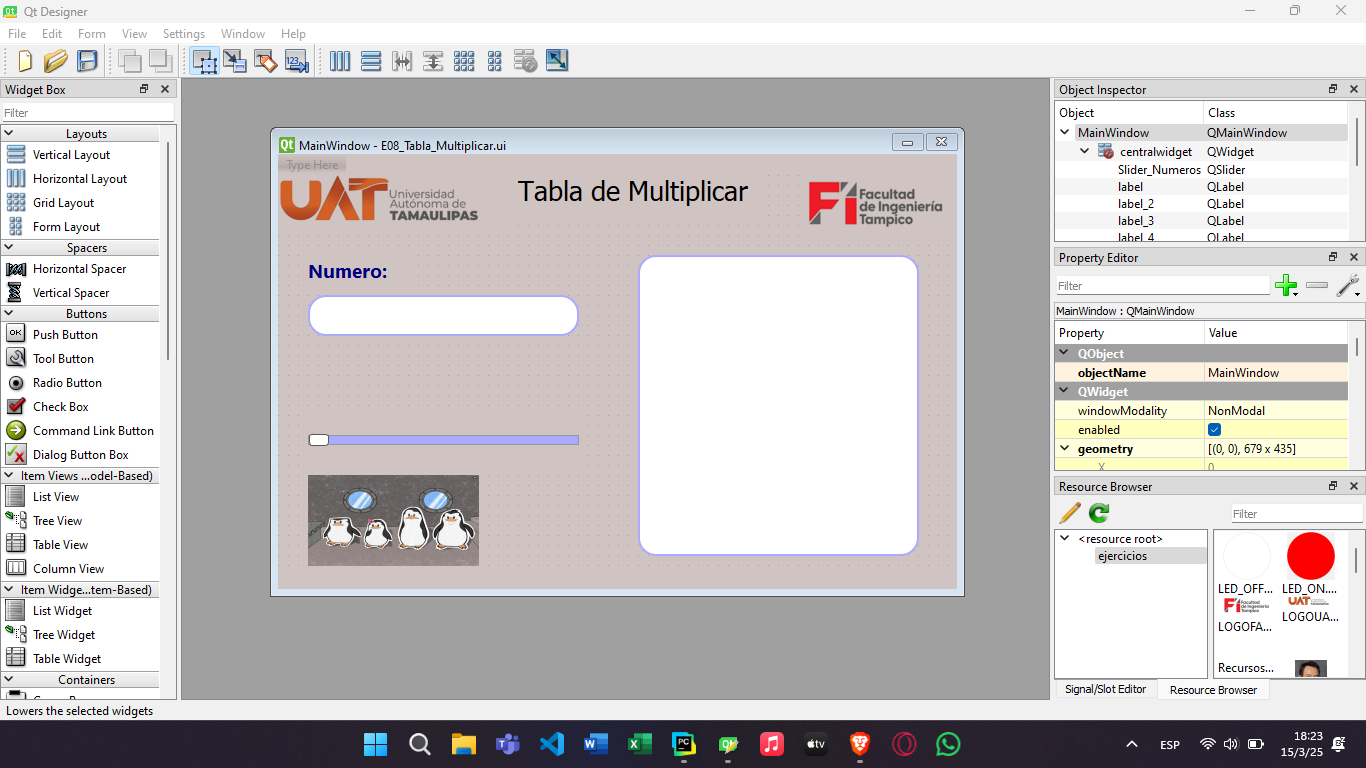 Qt Designer
File Edit Form View Settings Window Help
Widget Box
Filter
Layouts
Vertical Layout
Horizontal Layout
Grid Layout
Form Layout
Spacers
Horizontal Spacer
Vertical Spacer
Buttons
OK Push Button
Tool Button
Radio Button
Check Box
Command Link Button
Dialog Button Box
Item Views ...odel-Based)
List View
Tree View
Table View
Column View
Item Widge...tem-Based)
List Widget
Tree Widget
Table Widget
Containers
Lowers the selected widgets
123
Qt MainWindow - E08_Tabla_Multiplicar.ui
Type Here
UAT Universidad
Autónoma de
TAMAULIPAS
Tabla de Multiplicar
Fi Facultad
de Ingeniería
Tampico
Numero:
Object Inspector
Object Class
MainWindow QMainWindow
centralwidget QWidget
Slider_Numeros QSlider
label QLabel
label_2 QLabel
label_3 QLabel
label_4 QLabel
Property Editor
Filter
MainWindow : QMainWindow
Property Value
QObject
objectName MainWindow
QWidget
windowModality NonModal
enabled
geometry [(0, 0), 679 x 435]
X 0
Resource Browser
Filter
<resource root>
ejercicios
LED_OFF... LED_ON....
LOGOFA... LOGOUA...
Recursos...
Signal/Slot Editor Resource Browser
ESP
18:23
15/3/25